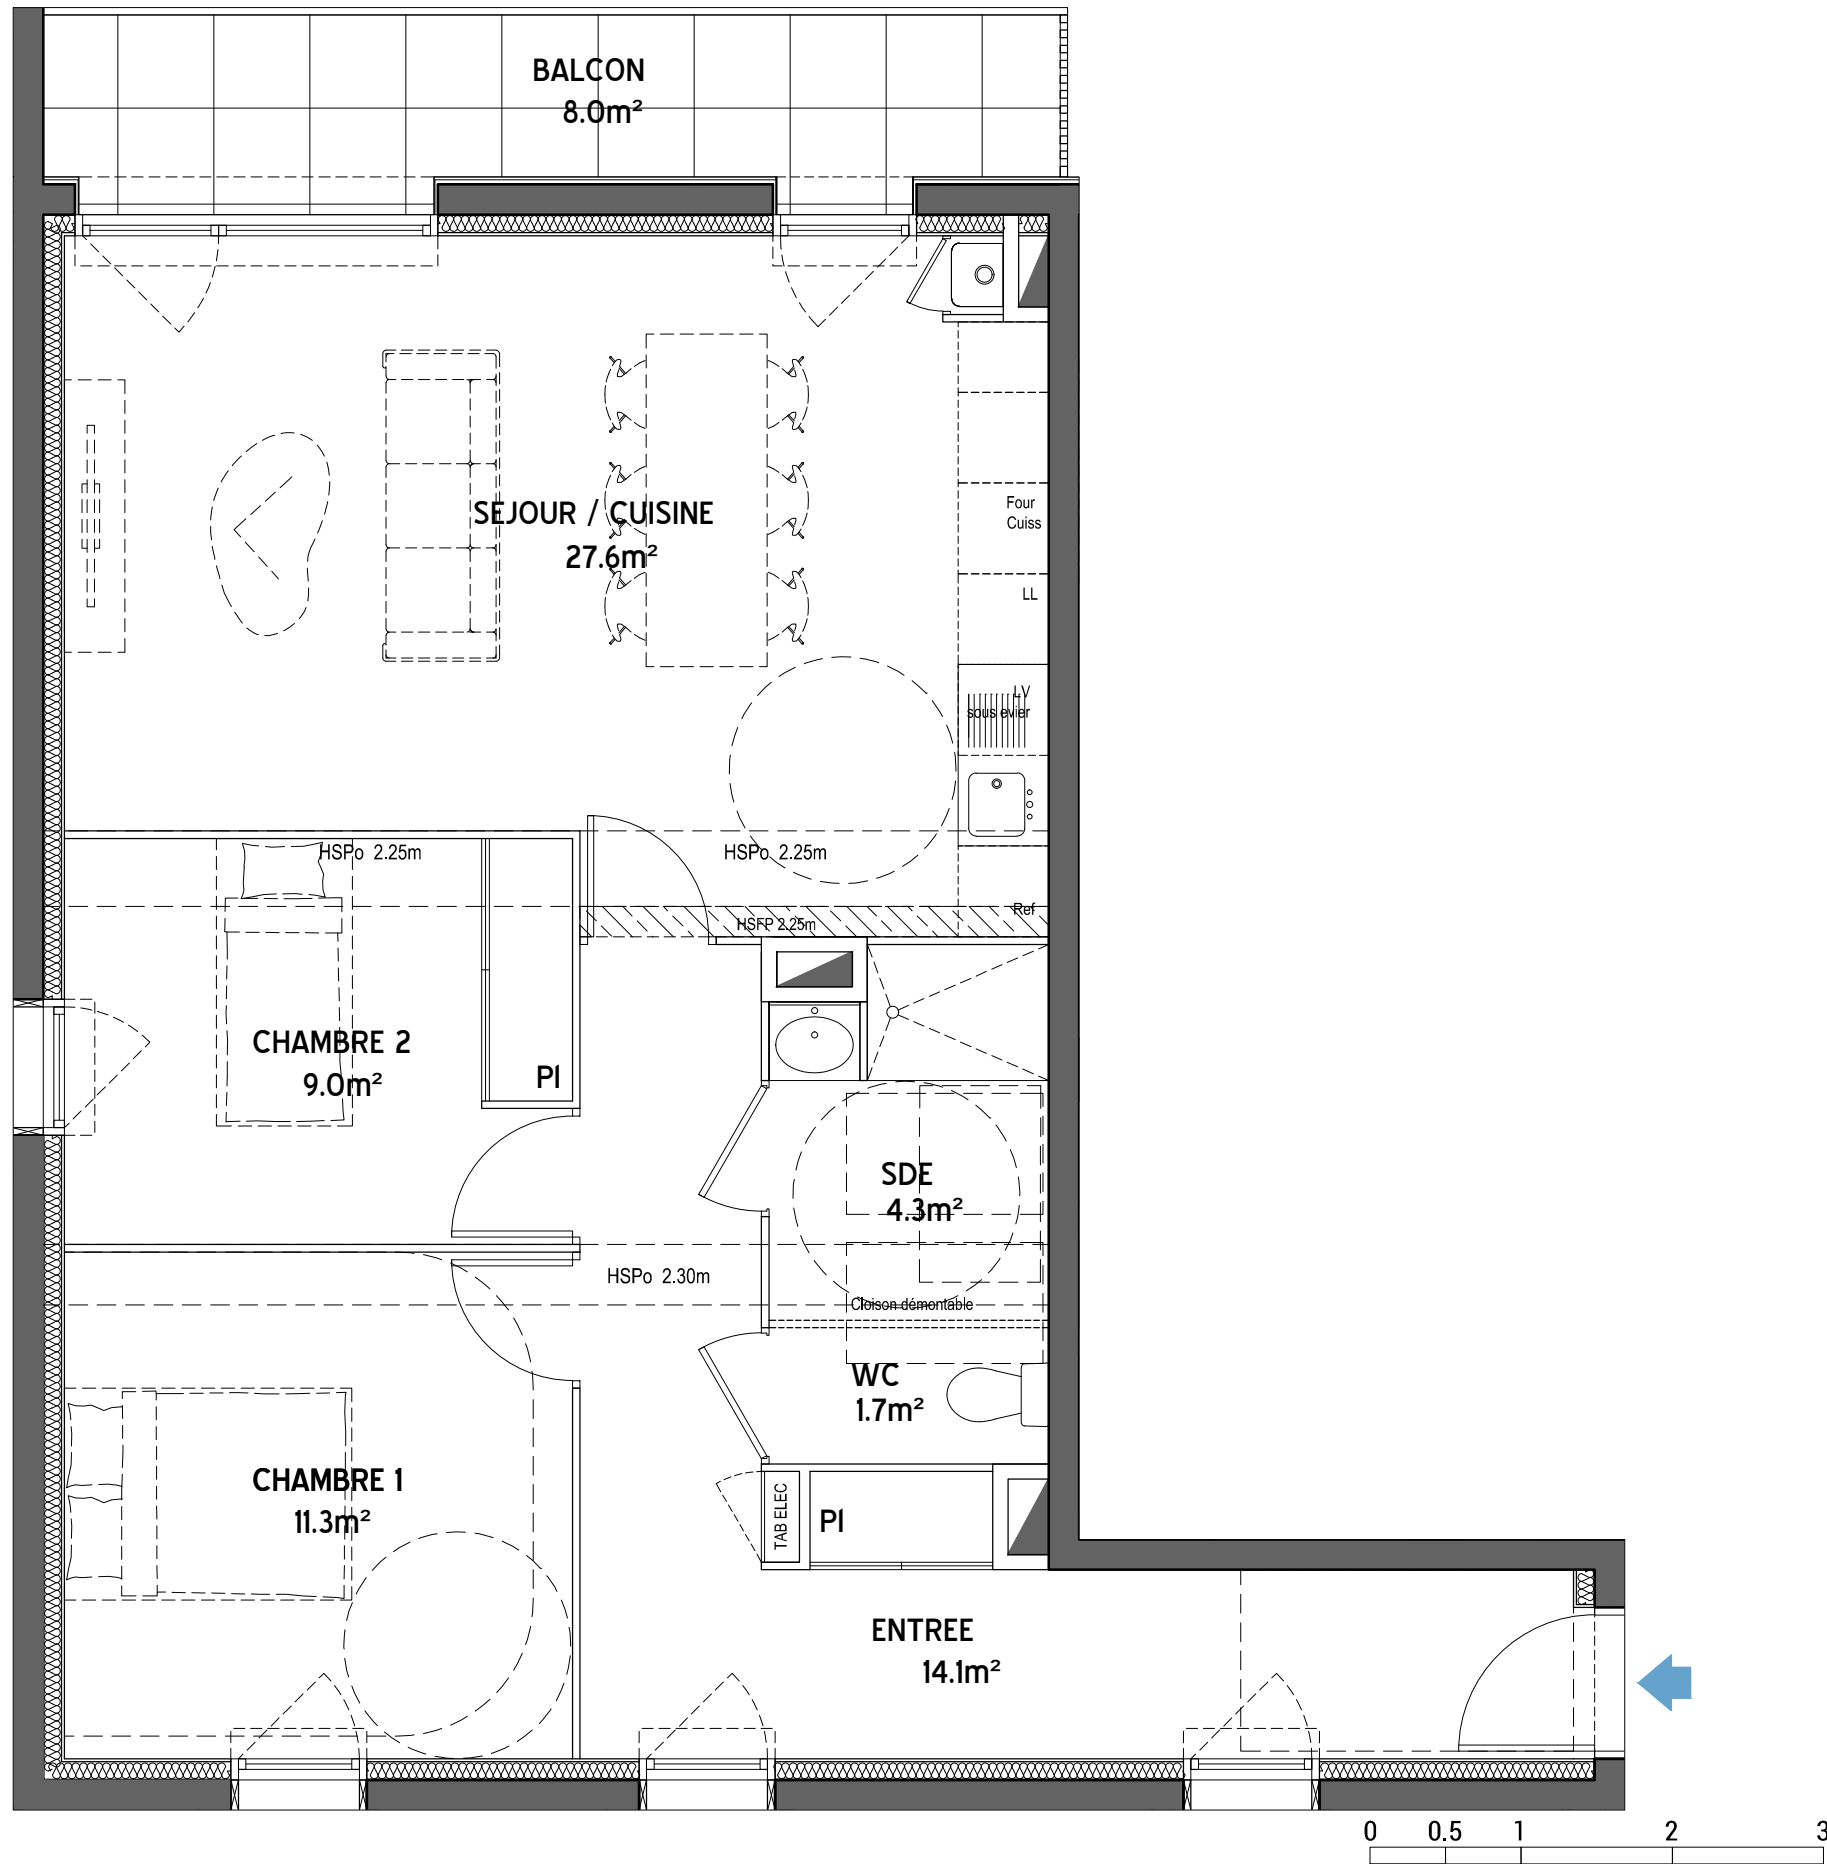 BALCON
8.0m²
SEJOUR / CUISINE
27.6m²
Four
Cuiss
LL
LV
sous evier
HSPo 2.25m
HSPo 2.25m
Ref
HSFP 2.25m
CHAMBRE 2
9.0m²
Pl
SDE
4.3m²
HSPo 2.30m
Cloison démontable
WC
1.7m²
CHAMBRE 1
11.3m²
TAB ELEC
Pl
ENTREE
14.1m²
0 0.5 1 2 3